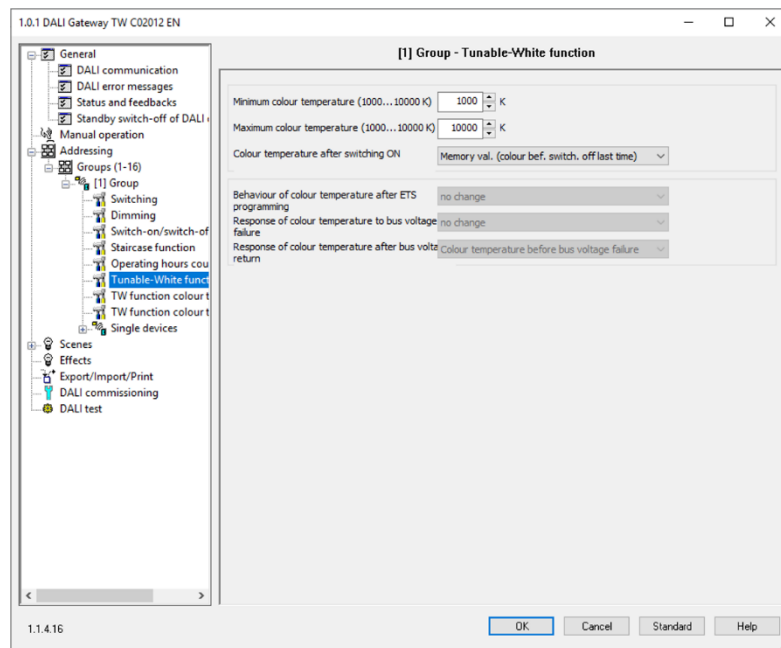 1.0.1 DALI Gateway TW C02012 EN
General
DALI communication
DALI error messages
Status and feedbacks
Standby switch-off of DALI
Manual operation
Addressing
Groups (1-16)
[1] Group
Switching
Dimming
Switch-on/switch-of
Staircase function
Operating hours cou
Tunable-White funct
TW function colour t
TW function colour t
Single devices
Scenes
Effects
Export/Import/Print
DALI commissioning
DALI test
[1] Group - Tunable-White function
Minimum colour temperature (1000...10000 K) 1000 K
Maximum colour temperature (1000...10000 K) 10000 K
Colour temperature after switching ON Memory val. (colour bef. switch. off last time)
Behaviour of colour temperature after ETS
programming no change
Response of colour temperature to bus voltage
failure no change
Response of colour temperature after bus volta
return Colour temperature before bus voltage failure
1.1.4.16
OK Cancel Standard Help